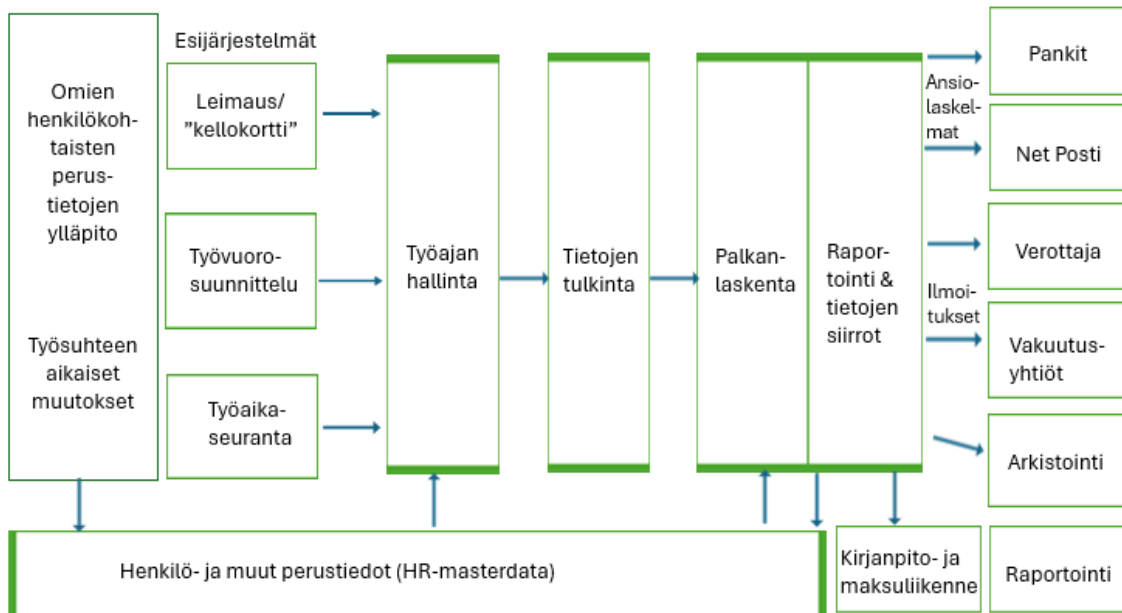 Omien
henkilökoh-
taisten
perus-
tietojen
ylläpito
Työsuhteen
aikaiset
muutokset
Esijärjestelmät
Leimaus/
”kellokortti”
Työvuoro-
suunnittelu
Työaika-
seuranta
Työajan
hallinta
Tietojen
tulkinta
Palkan-
laskenta
Rapor-
tointi &
tietojen
siirrot
Ansio-
laskel-
mat
Ilmoi-
tukset
Pankit
Net Posti
Verottaja
Vakuutus-
yhtiöt
Arkistointi
Henkilö- ja muut perustiedot (HR-masterdata)
Kirjanpito- ja
maksuliikenne
Raportointi